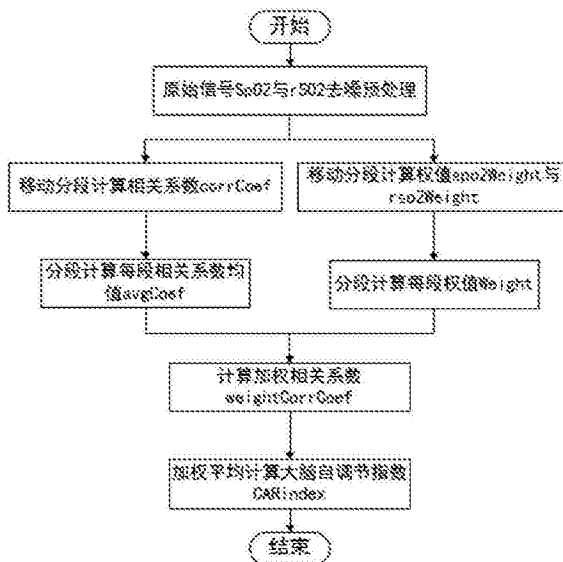 开始
原始信号SpO2与rSO2去噪预处理
移动分段计算相关系数corrCoef
移动分段计算权值spo2Weight与
rso2Weight
分段计算每段相关系数均
值avgCoef
分段计算每段权值Weight
计算加权相关系数
weightCorrCoef
加权平均计算大脑自调节指数
CARindex
结束